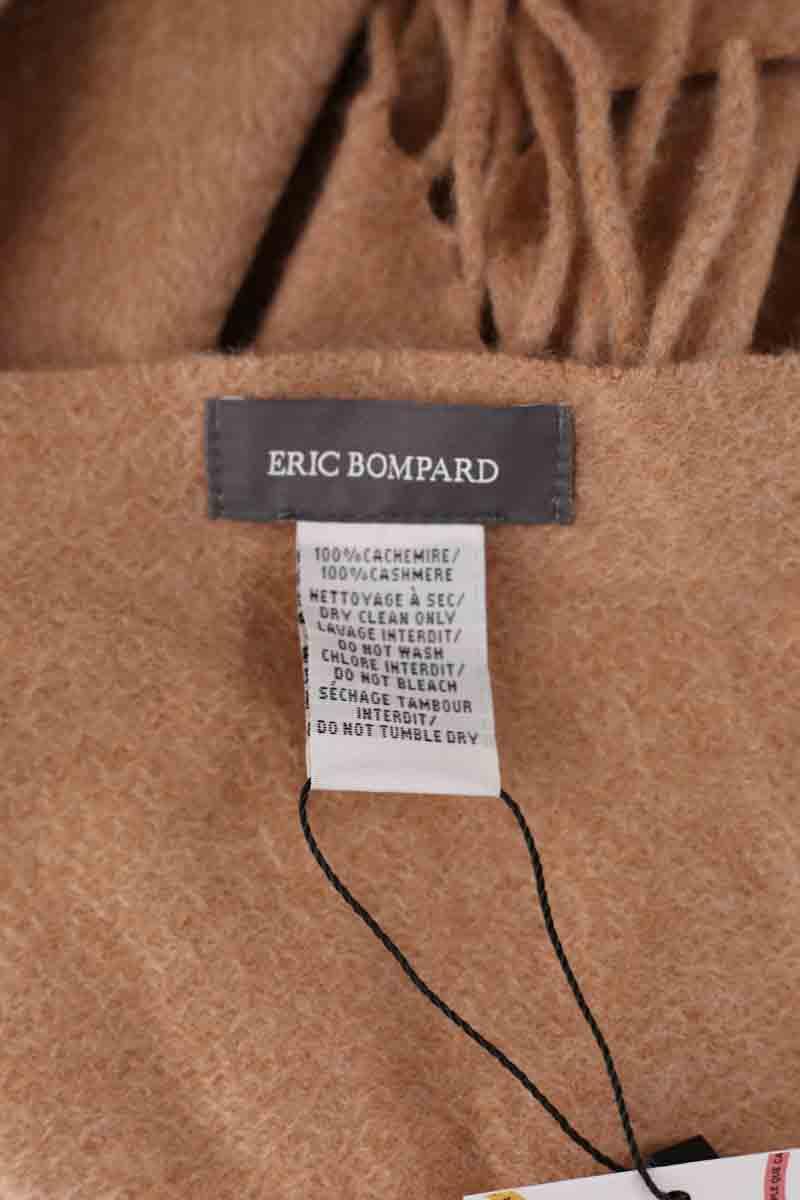 ERIC BOMPARD
100%CACHEMIRE/
100%CASHMERE
NETTOYAGE À SEC/
DRY CLEAN ONLY
LAVAGE INTERDIT/
DO NOT WASH
CHLORE INTERDIT/
DO NOT BLEACH
SÉCHAGE TAMBOUR
INTERDIT/
DO NOT TUMBLE DRY
QUE